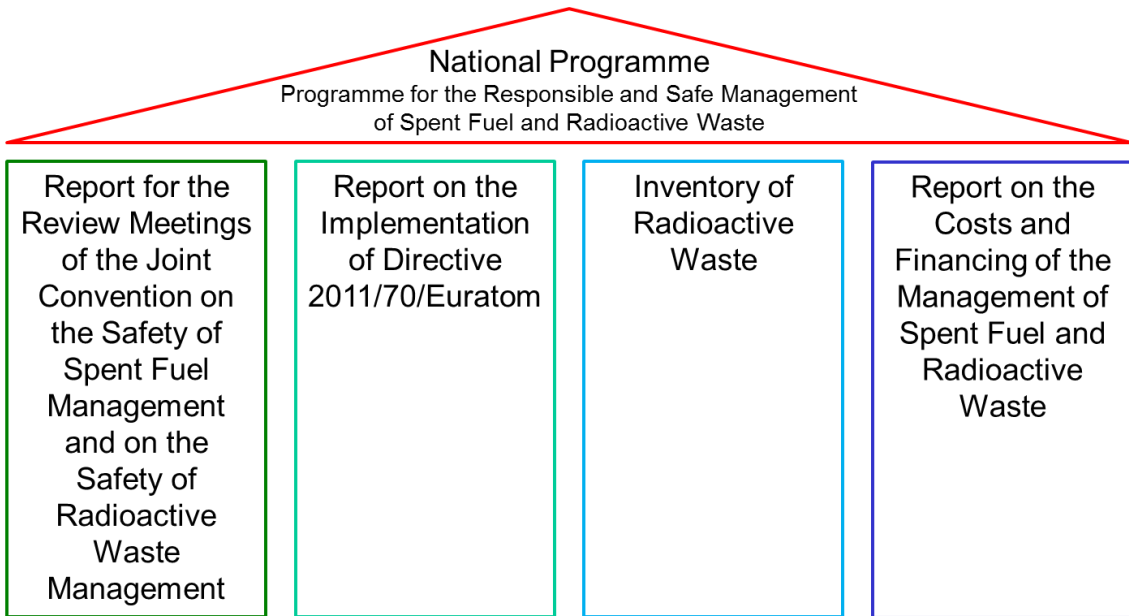 National Programme
Programme for the Responsible and Safe Management
of Spent Fuel and Radioactive Waste
Report for the
Review Meetings
of the Joint
Convention on
the Safety of
Spent Fuel
Management
and on the
Safety of
Radioactive
Waste
Management
Report on the
Implementation
of Directive
2011/70/Euratom
Inventory of
Radioactive
Waste
Report on the
Costs and
Financing of the
Management of
Spent Fuel and
Radioactive
Waste